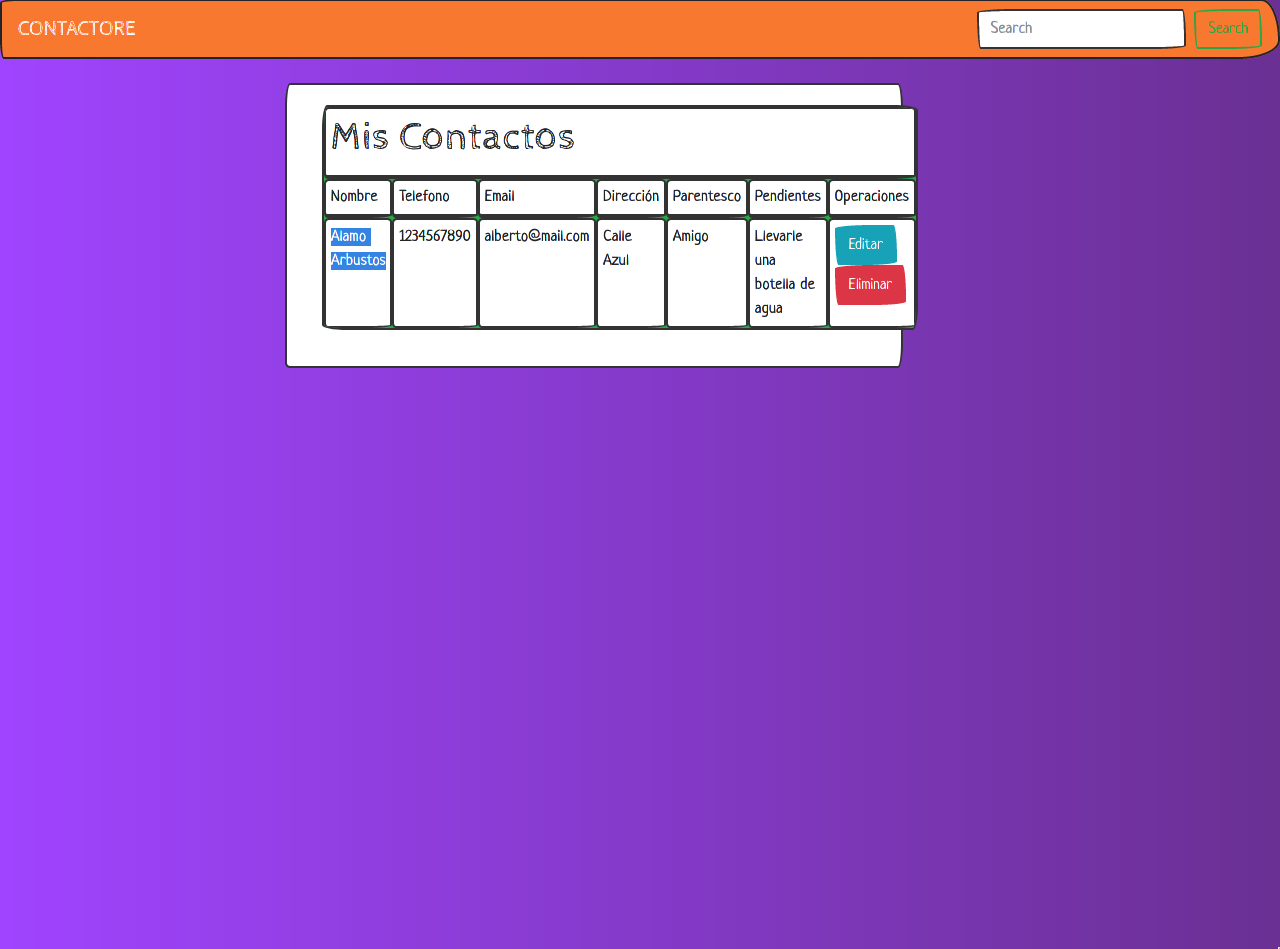 CONTACTORE
Search
Search
Mis Contactos
Nombre Telefono Email Dirección Parentesco Pendientes Operaciones
Alamo 1234567890 alberto@mail.com Calle Amigo Llevarle Editar
Arbustos Azul una
botella de Eliminar
agua